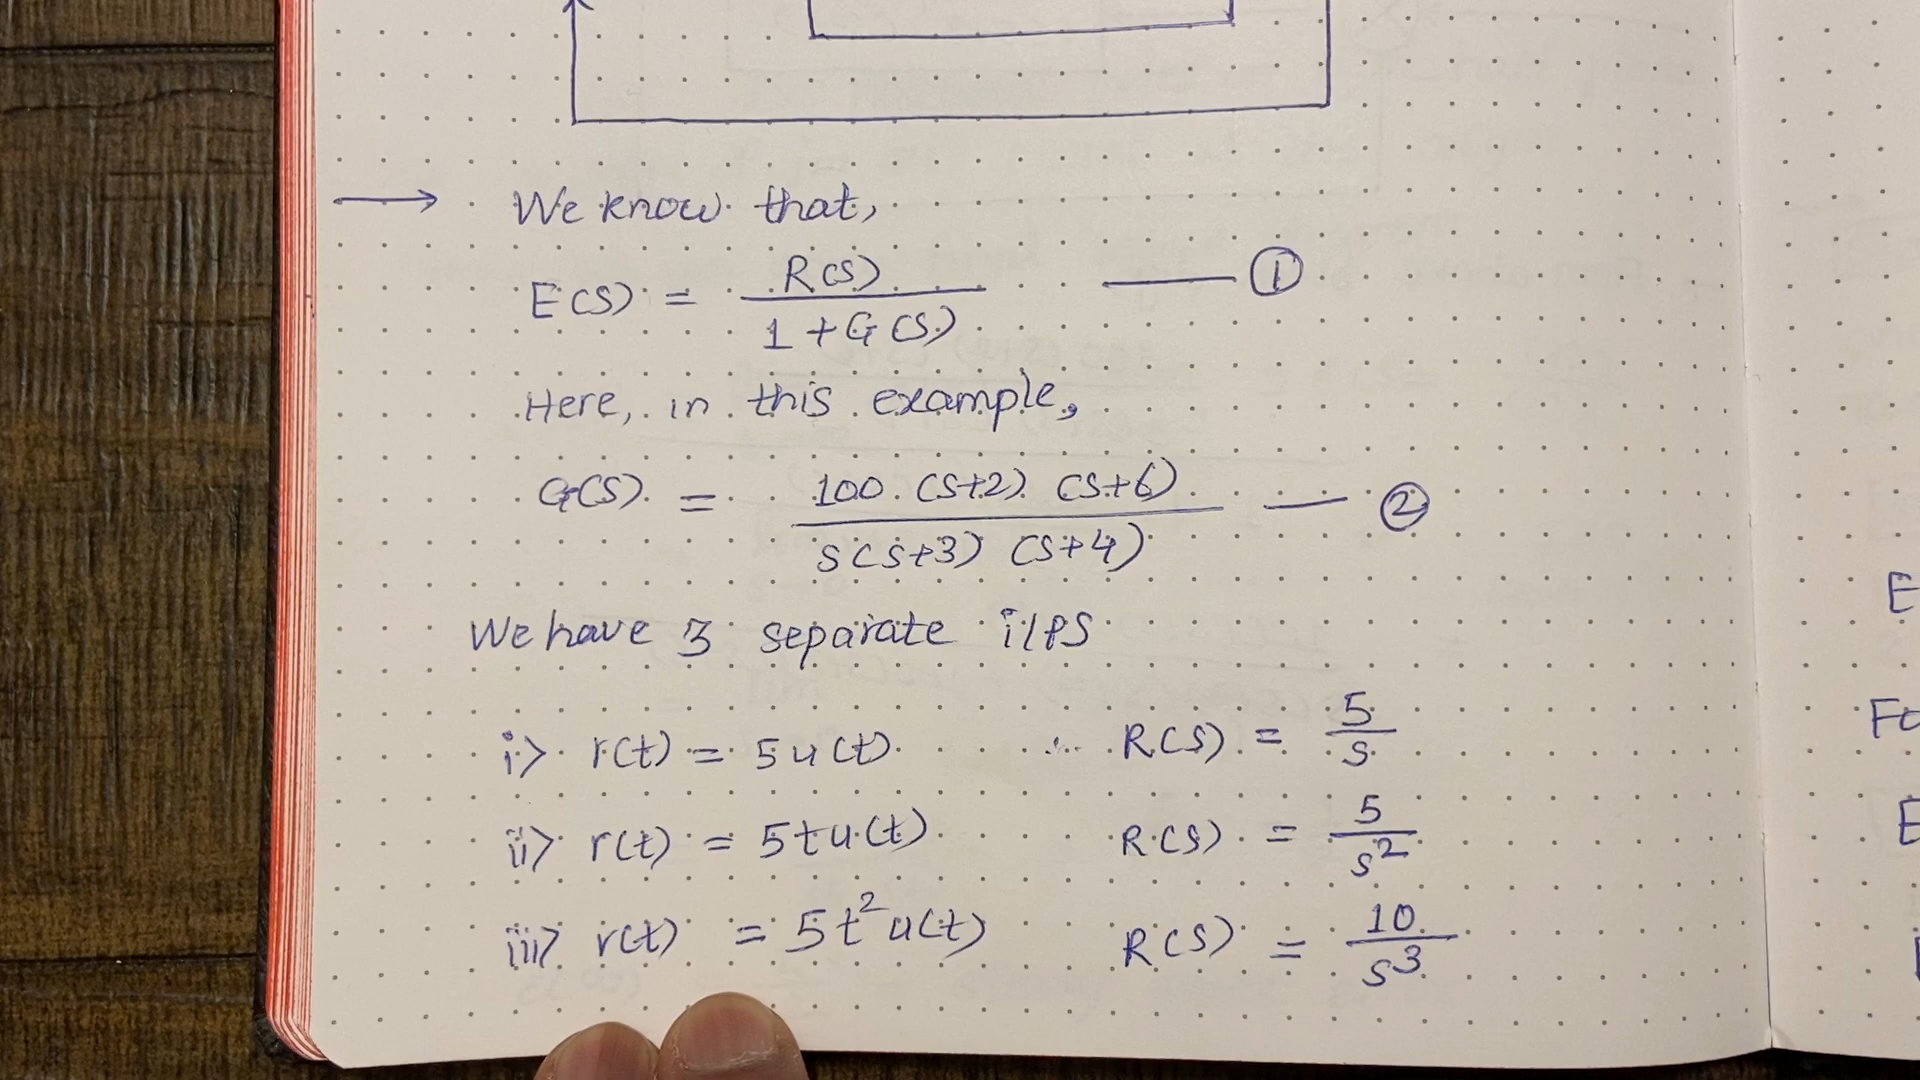 We know that,
E(S) = R(S) / 1 + G(S) —— ①
Here, in this example,
G(S) = 100 (S+2) (S+6) / S(S+3) (S+4) — ②
We have 3 separate i/ps
i> r(t) = 5u(t) ∴ R(S) = 5/s
ii> r(t) = 5tu(t) R(S) = 5/s²
iii> r(t) = 5t²u(t) R(S) = 10/s³
E
Fo
E